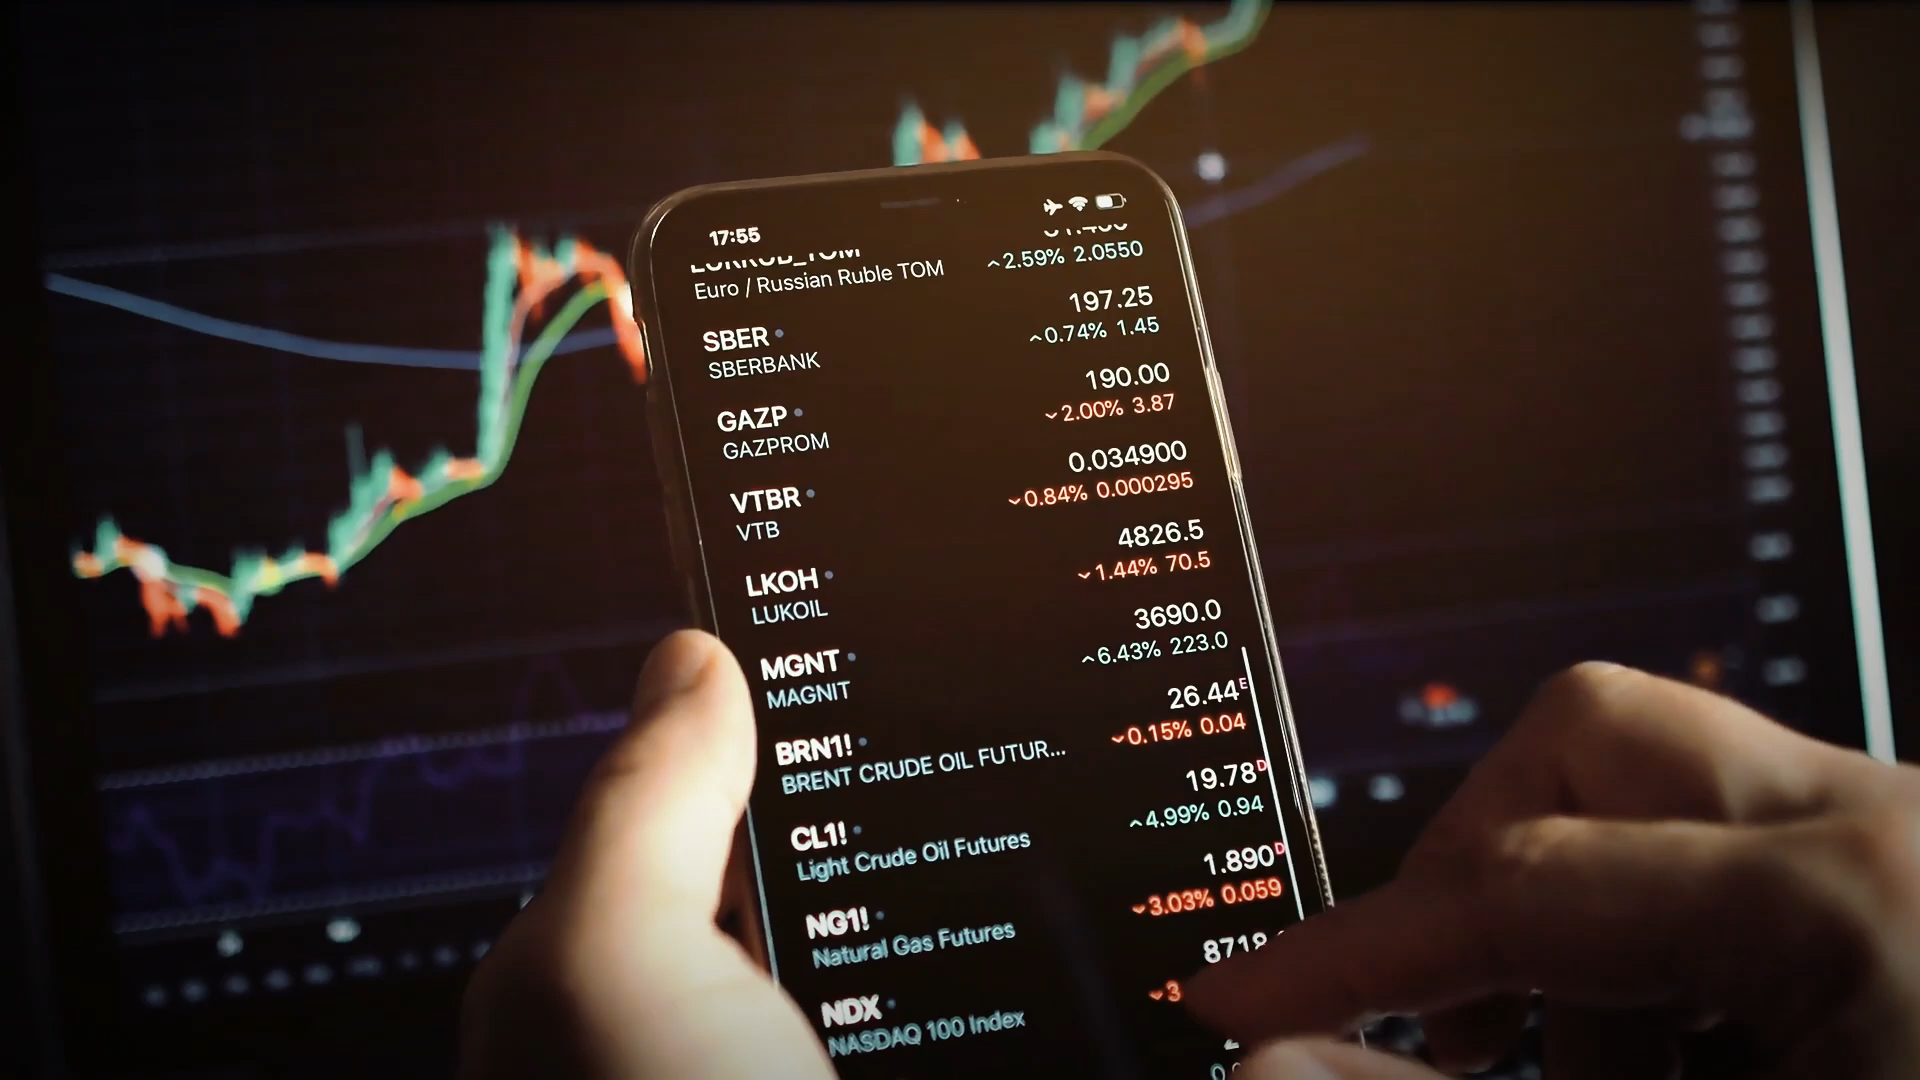 17:55
Euro / Russian Ruble TOM
2.59% 2.0550
SBER
197.25
SBERBANK
0.74% 1.45
GAZP
190.00
GAZPROM
2.00% 3.87
VTBR
0.034900
VTB
0.84% 0.000295
LKOH
4826.5
LUKOIL
1.44% 70.5
MGNT
3690.0
MAGNIT
6.43% 223.0
BRN1!
26.44 E
BRENT CRUDE OIL FUTUR...
0.15% 0.04
CL1!
19.78 D
Light Crude Oil Futures
4.99% 0.94
NG1!
1.890 D
Natural Gas Futures
3.03% 0.059
NDX
8718
NASDAQ 100 Index
3